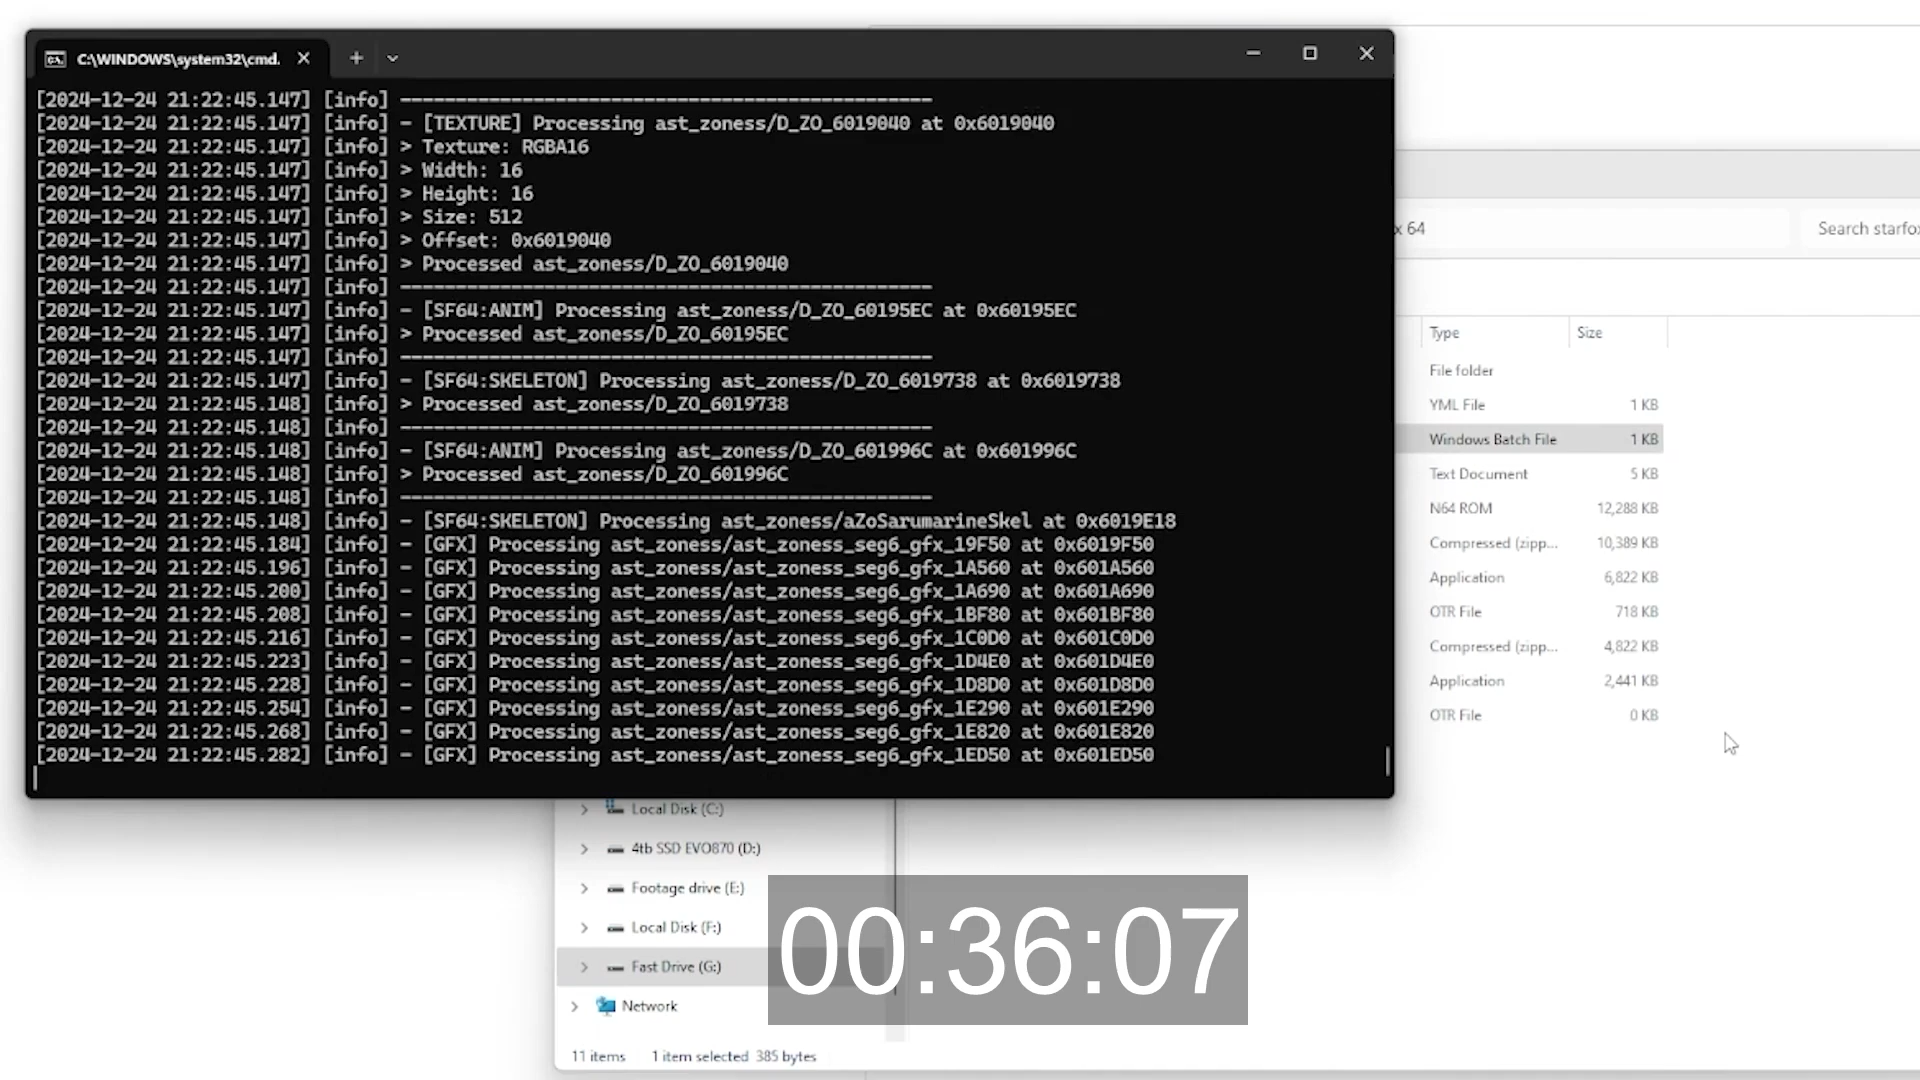 C:\WINDOWS\system32\cmd.
[2024-12-24 21:22:45.147] [info] ------------------------------------------------
[2024-12-24 21:22:45.147] [info] - [TEXTURE] Processing ast_zoness/D_ZO_6019040 at 0x6019040
[2024-12-24 21:22:45.147] [info] > Texture: RGBA16
[2024-12-24 21:22:45.147] [info] > Width: 16
[2024-12-24 21:22:45.147] [info] > Height: 16
[2024-12-24 21:22:45.147] [info] > Size: 512
[2024-12-24 21:22:45.147] [info] > Offset: 0x6019040
[2024-12-24 21:22:45.147] [info] > Processed ast_zoness/D_ZO_6019040
[2024-12-24 21:22:45.147] [info] ------------------------------------------------
[2024-12-24 21:22:45.147] [info] - [SF64:ANIM] Processing ast_zoness/D_ZO_60195EC at 0x60195EC
[2024-12-24 21:22:45.147] [info] > Processed ast_zoness/D_ZO_60195EC
[2024-12-24 21:22:45.147] [info] ------------------------------------------------
[2024-12-24 21:22:45.147] [info] - [SF64:SKELETON] Processing ast_zoness/D_ZO_6019738 at 0x6019738
[2024-12-24 21:22:45.148] [info] > Processed ast_zoness/D_ZO_6019738
[2024-12-24 21:22:45.148] [info] ------------------------------------------------
[2024-12-24 21:22:45.148] [info] - [SF64:ANIM] Processing ast_zoness/D_ZO_601996C at 0x601996C
[2024-12-24 21:22:45.148] [info] > Processed ast_zoness/D_ZO_601996C
[2024-12-24 21:22:45.148] [info] ------------------------------------------------
[2024-12-24 21:22:45.148] [info] - [SF64:SKELETON] Processing ast_zoness/aZoSarumarineSkel at 0x6019E18
[2024-12-24 21:22:45.184] [info] - [GFX] Processing ast_zoness/ast_zoness_seg6_gfx_19F50 at 0x6019F50
[2024-12-24 21:22:45.196] [info] - [GFX] Processing ast_zoness/ast_zoness_seg6_gfx_1A560 at 0x601A560
[2024-12-24 21:22:45.200] [info] - [GFX] Processing ast_zoness/ast_zoness_seg6_gfx_1A690 at 0x601A690
[2024-12-24 21:22:45.208] [info] - [GFX] Processing ast_zoness/ast_zoness_seg6_gfx_1BF80 at 0x601BF80
[2024-12-24 21:22:45.216] [info] - [GFX] Processing ast_zoness/ast_zoness_seg6_gfx_1C0D0 at 0x601C0D0
[2024-12-24 21:22:45.223] [info] - [GFX] Processing ast_zoness/ast_zoness_seg6_gfx_1D4E0 at 0x601D4E0
[2024-12-24 21:22:45.228] [info] - [GFX] Processing ast_zoness/ast_zoness_seg6_gfx_1D8D0 at 0x601D8D0
[2024-12-24 21:22:45.254] [info] - [GFX] Processing ast_zoness/ast_zoness_seg6_gfx_1E290 at 0x601E290
[2024-12-24 21:22:45.268] [info] - [GFX] Processing ast_zoness/ast_zoness_seg6_gfx_1E820 at 0x601E820
[2024-12-24 21:22:45.282] [info] - [GFX] Processing ast_zoness/ast_zoness_seg6_gfx_1ED50 at 0x601ED50
x 64
Search starfox
Type Size
File folder
YML File 1 KB
Windows Batch File 1 KB
Text Document 5 KB
N64 ROM 12,288 KB
Compressed (zipp... 10,389 KB
Application 6,822 KB
OTR File 718 KB
Compressed (zipp... 4,822 KB
Application 2,441 KB
OTR File 0 KB
Local Disk (C:)
4tb SSD EVO870 (D:)
Footage drive (E:)
Local Disk (F:)
Fast Drive (G:)
Network
11 items 1 item selected 385 bytes
00:36:07